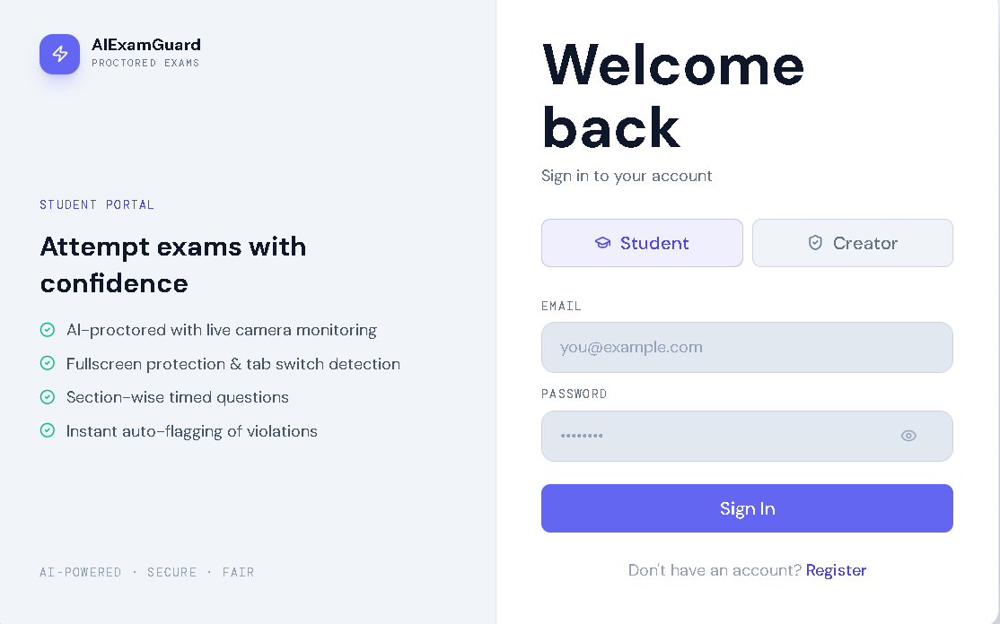 AIExamGuard
PROCTORED EXAMS
STUDENT PORTAL
Attempt exams with
confidence
AI-proctored with live camera monitoring
Fullscreen protection & tab switch detection
Section-wise timed questions
Instant auto-flagging of violations
AI-POWERED · SECURE · FAIR
Welcome
back
Sign in to your account
Student
Creator
EMAIL
you@example.com
PASSWORD
••••••••
Sign In
Don't have an account? Register